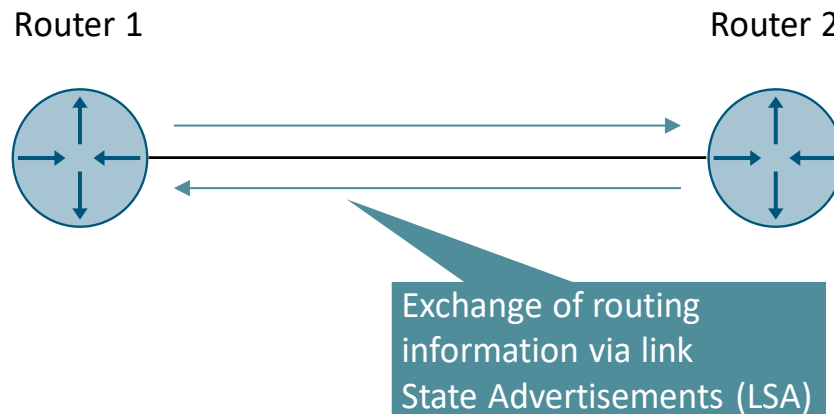 Router 1
Router 2
Exchange of routing
information via link
State Advertisements (LSA)